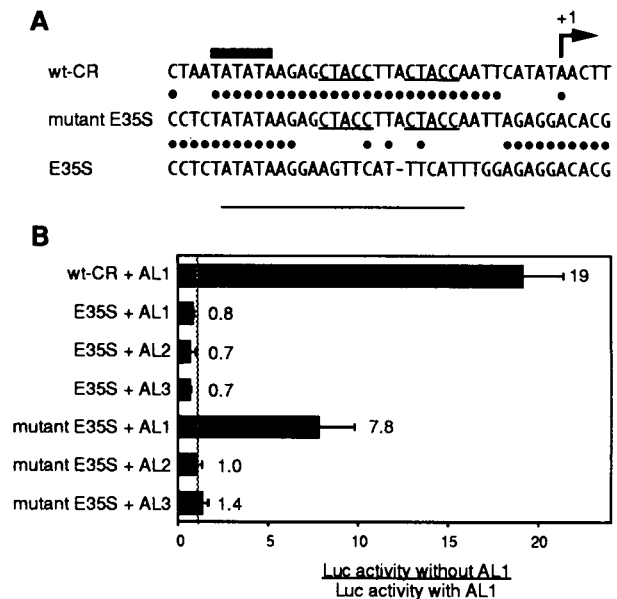 A
+1
wt-CR CTAATATATAAGAGCTACCTTACTACCAATTCATATAACTT
mutant E35S CCTCTATATAAGAGCTACCTTACTACCAATTAGAGGACACG
E35S CCTCTATATAAGGAAGTTCAT-TTCATTTGGAGAGGACACG
B
wt-CR + AL1 19
E35S + AL1 0.8
E35S + AL2 0.7
E35S + AL3 0.7
mutant E35S + AL1 7.8
mutant E35S + AL2 1.0
mutant E35S + AL3 1.4
0 5 10 15 20
Luc activity without AL1
Luc activity with AL1